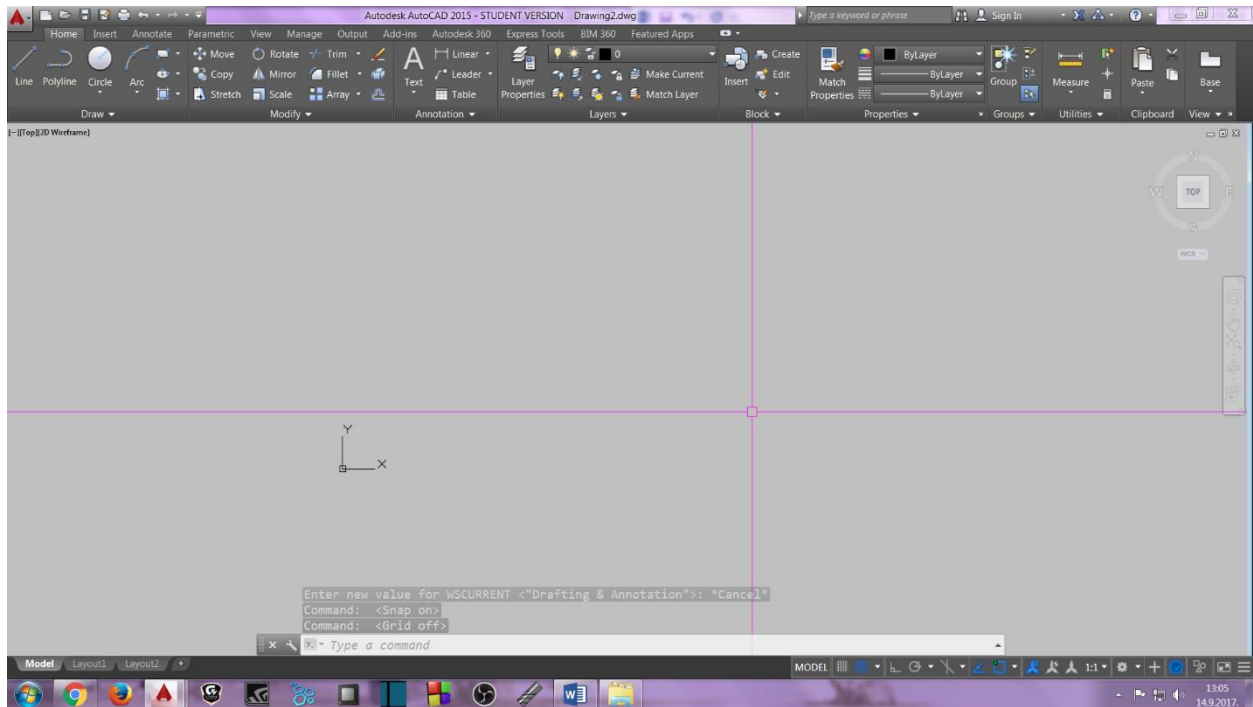 Autodesk AutoCAD 2015 - STUDENT VERSION Drawing2.dwg Type a keyword or phrase Sign In
Home Insert Annotate Parametric View Manage Output Add-ins Autodesk 360 Express Tools BIM 360 Featured Apps
Move Rotate Trim Linear 0 Create ByLayer
Line Polyline Circle Arc Copy Mirror Fillet Text Leader Layer Properties Make Current Insert Edit Match Properties ByLayer Group Measure Paste Base
Stretch Scale Array Table Match Layer ByLayer
Draw Modify Annotation Layers Block Properties Groups Utilities Clipboard View
[-][Top][2D Wireframe]
N
W TOP E
S
WCS
Y
X
Enter new value for WSCURRENT <"Drafting & Annotation">: *Cancel*
Command: <Snap on>
Command: <Grid off>
Type a command
Model Layout1 Layout2 + MODEL 1:1
13:05
14.9.2017.